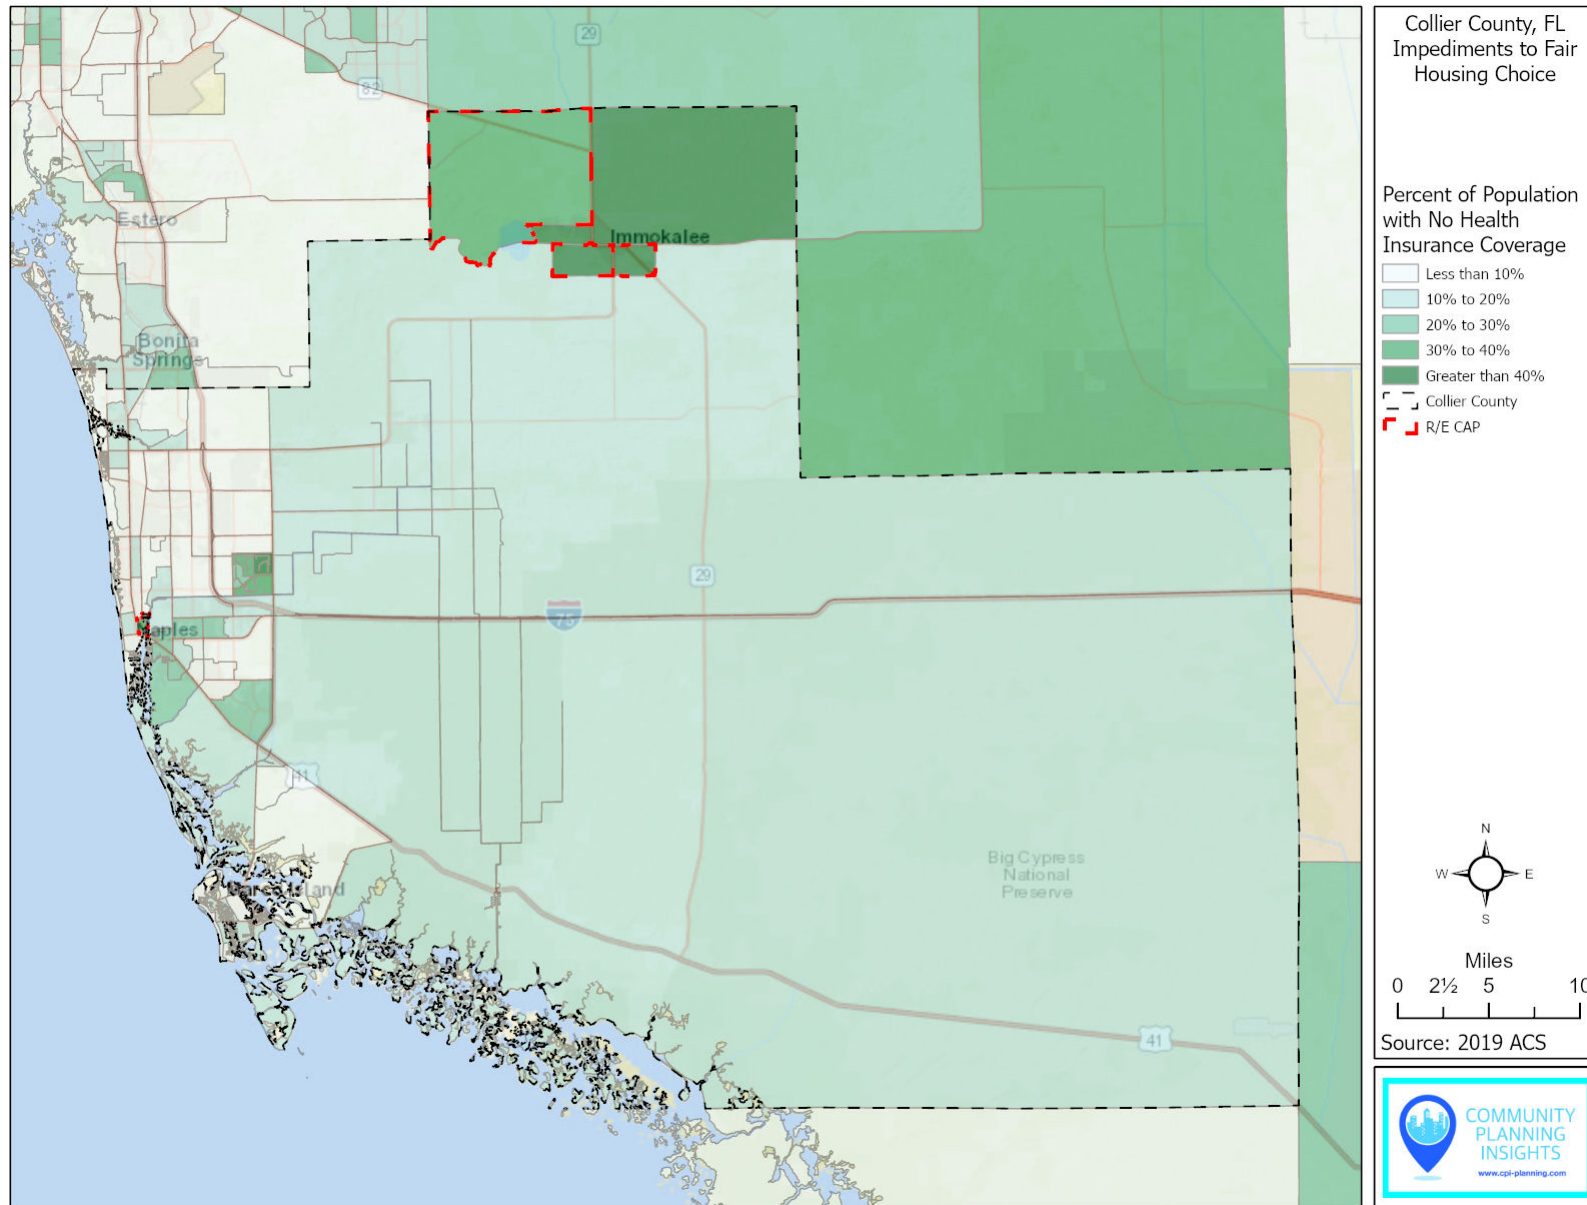 Collier County, FL
Impediments to Fair
Housing Choice
Percent of Population
with No Health
Insurance Coverage
Less than 10%
10% to 20%
20% to 30%
30% to 40%
Greater than 40%
Collier County
R/E CAP
29
82
Estero
Immokalee
Bonita
Springs
29
75
aples
41
Big Cypress
National
Preserve
Island
41
N
W
E
S
Miles
0 2½ 5 10
Source: 2019 ACS
COMMUNITY
PLANNING
INSIGHTS
www.cpi-planning.com